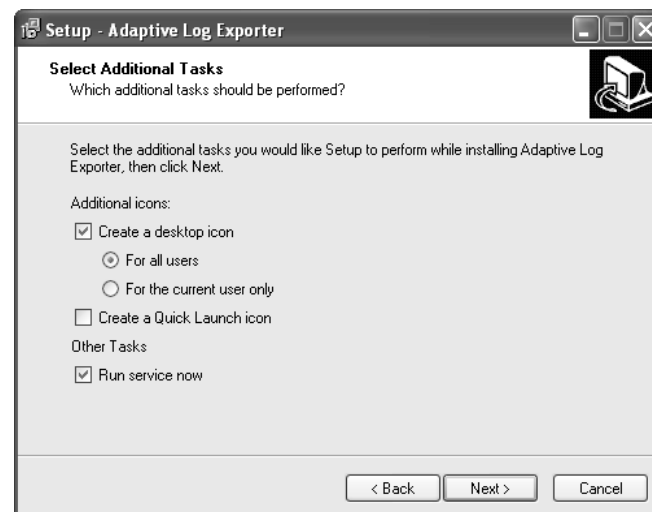 Setup - Adaptive Log Exporter
Select Additional Tasks
Which additional tasks should be performed?
Select the additional tasks you would like Setup to perform while installing Adaptive Log
Exporter, then click Next.
Additional icons:
Create a desktop icon
For all users
For the current user only
Create a Quick Launch icon
Other Tasks
Run service now
< Back Next > Cancel